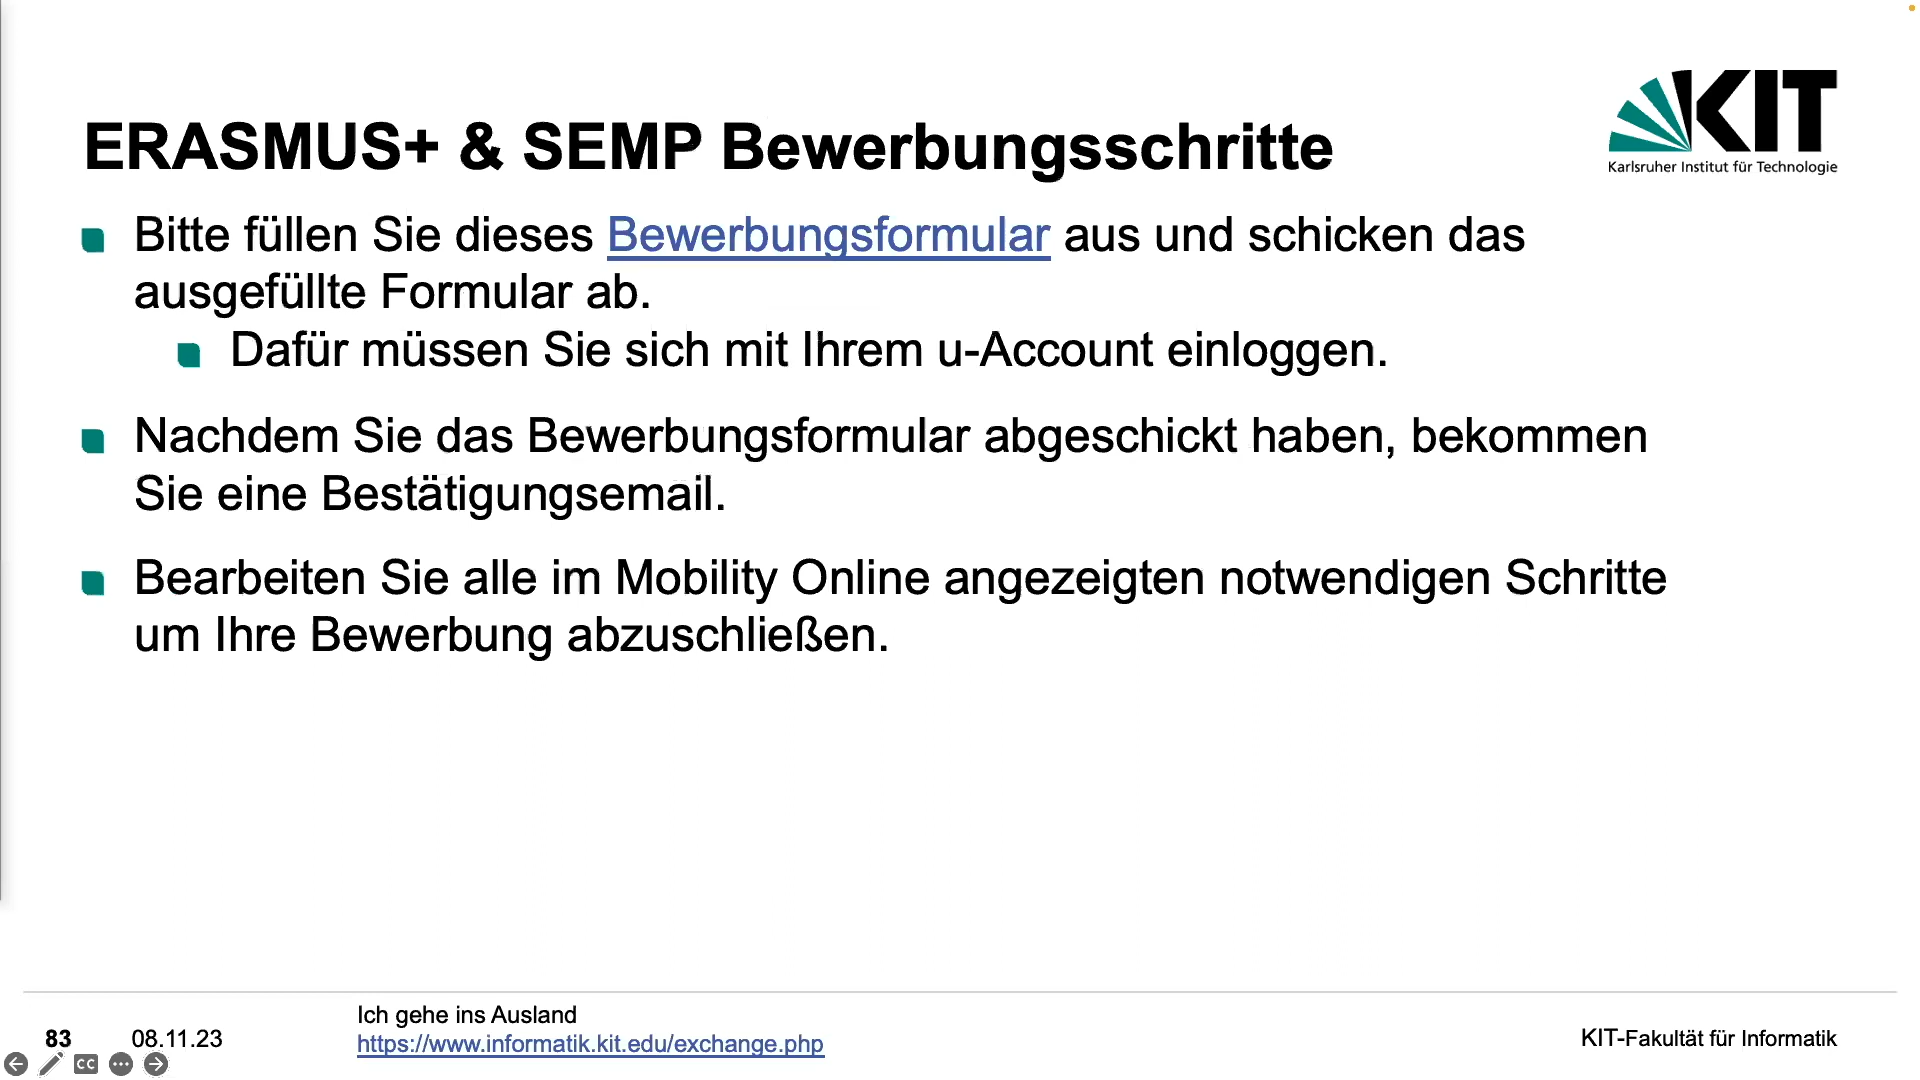 KIT
Karlsruher Institut für Technologie
ERASMUS+ & SEMP Bewerbungsschritte
Bitte füllen Sie dieses Bewerbungsformular aus und schicken das
ausgefüllte Formular ab.
Dafür müssen Sie sich mit Ihrem u-Account einloggen.
Nachdem Sie das Bewerbungsformular abgeschickt haben, bekommen
Sie eine Bestätigungsemail.
Bearbeiten Sie alle im Mobility Online angezeigten notwendigen Schritte
um Ihre Bewerbung abzuschließen.
83
08.11.23
Ich gehe ins Ausland
https://www.informatik.kit.edu/exchange.php
KIT-Fakultät für Informatik
CC